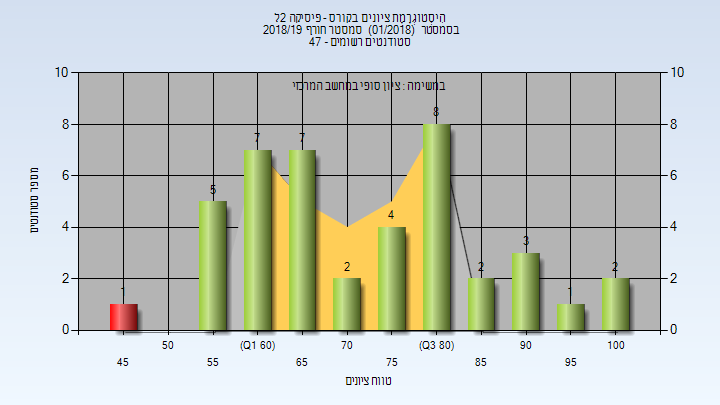 היסטוגרמת ציונים בקורס - פיסיקה 2ל
בסמסטר (01/2018) סמסטר חורף 2018/19
סטודנטים רשומים - 47
במשימה : ציון סופי במחשב המרכזי
מספר סטודנטים
10 10
8 8
6 6
4 4
2 2
0 0
1 5 7 7 2 4 8 2 3 1 2
50 (Q1 60) 70 (Q3 80) 90 100
45 55 65 75 85 95
טווח ציונים